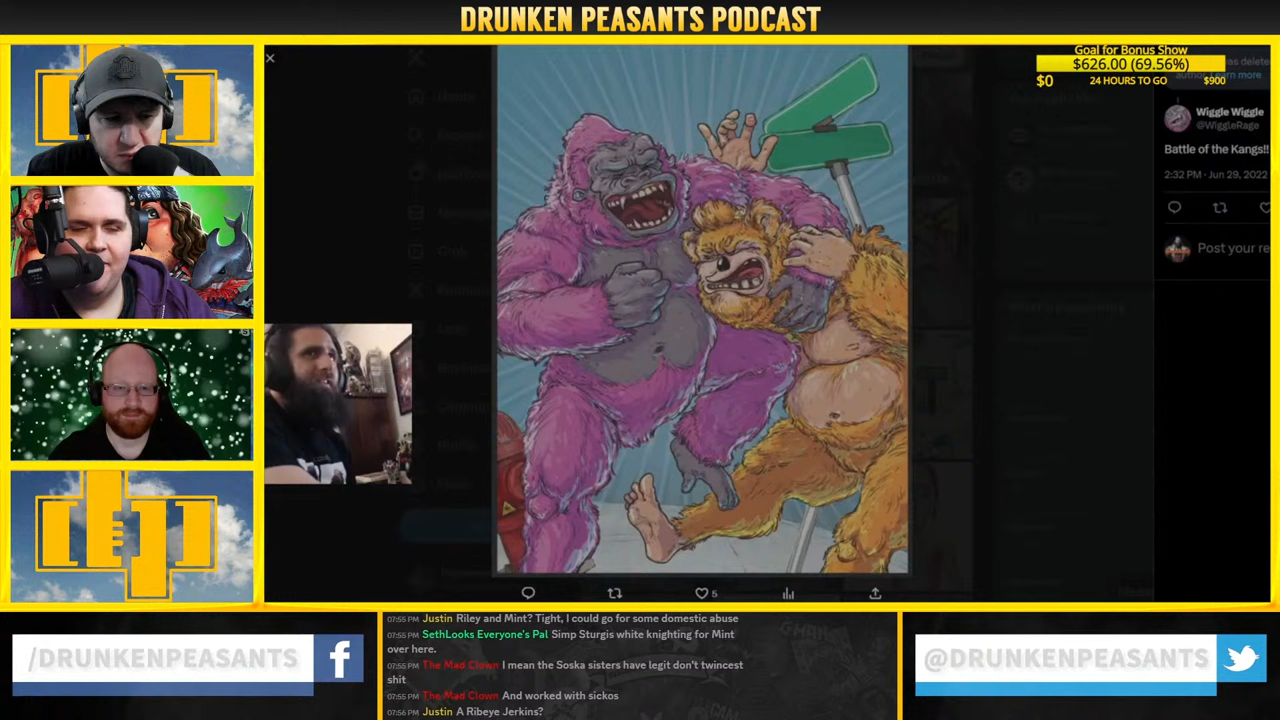 DRUNKEN PEASANTS PODCAST
Goal for Bonus Show
$626.00 (69.56%)
$0 24 HOURS TO GO $900
Wiggle Wiggle
@WiggleRage
Battle of the Kangs!!
2:32 PM · Jun 29, 2022
Post your re
5
07:55 PM Justin Riley and Mint? Tight, I could go for some domestic abuse
07:55 PM SethLooks Everyone's Pal Simp Sturgis white knighting for Mint
over here.
07:55 PM The Mad Clown I mean the Soska sisters have legit don't twincest
shit
07:55 PM The Mad Clown And worked with sickos
07:56 PM Justin A Ribeye Jerkins?
/DRUNKENPEASANTS
@DRUNKENPEASANTS